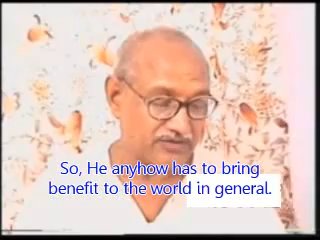 So, He anyhow has to bring
benefit to the world in general.